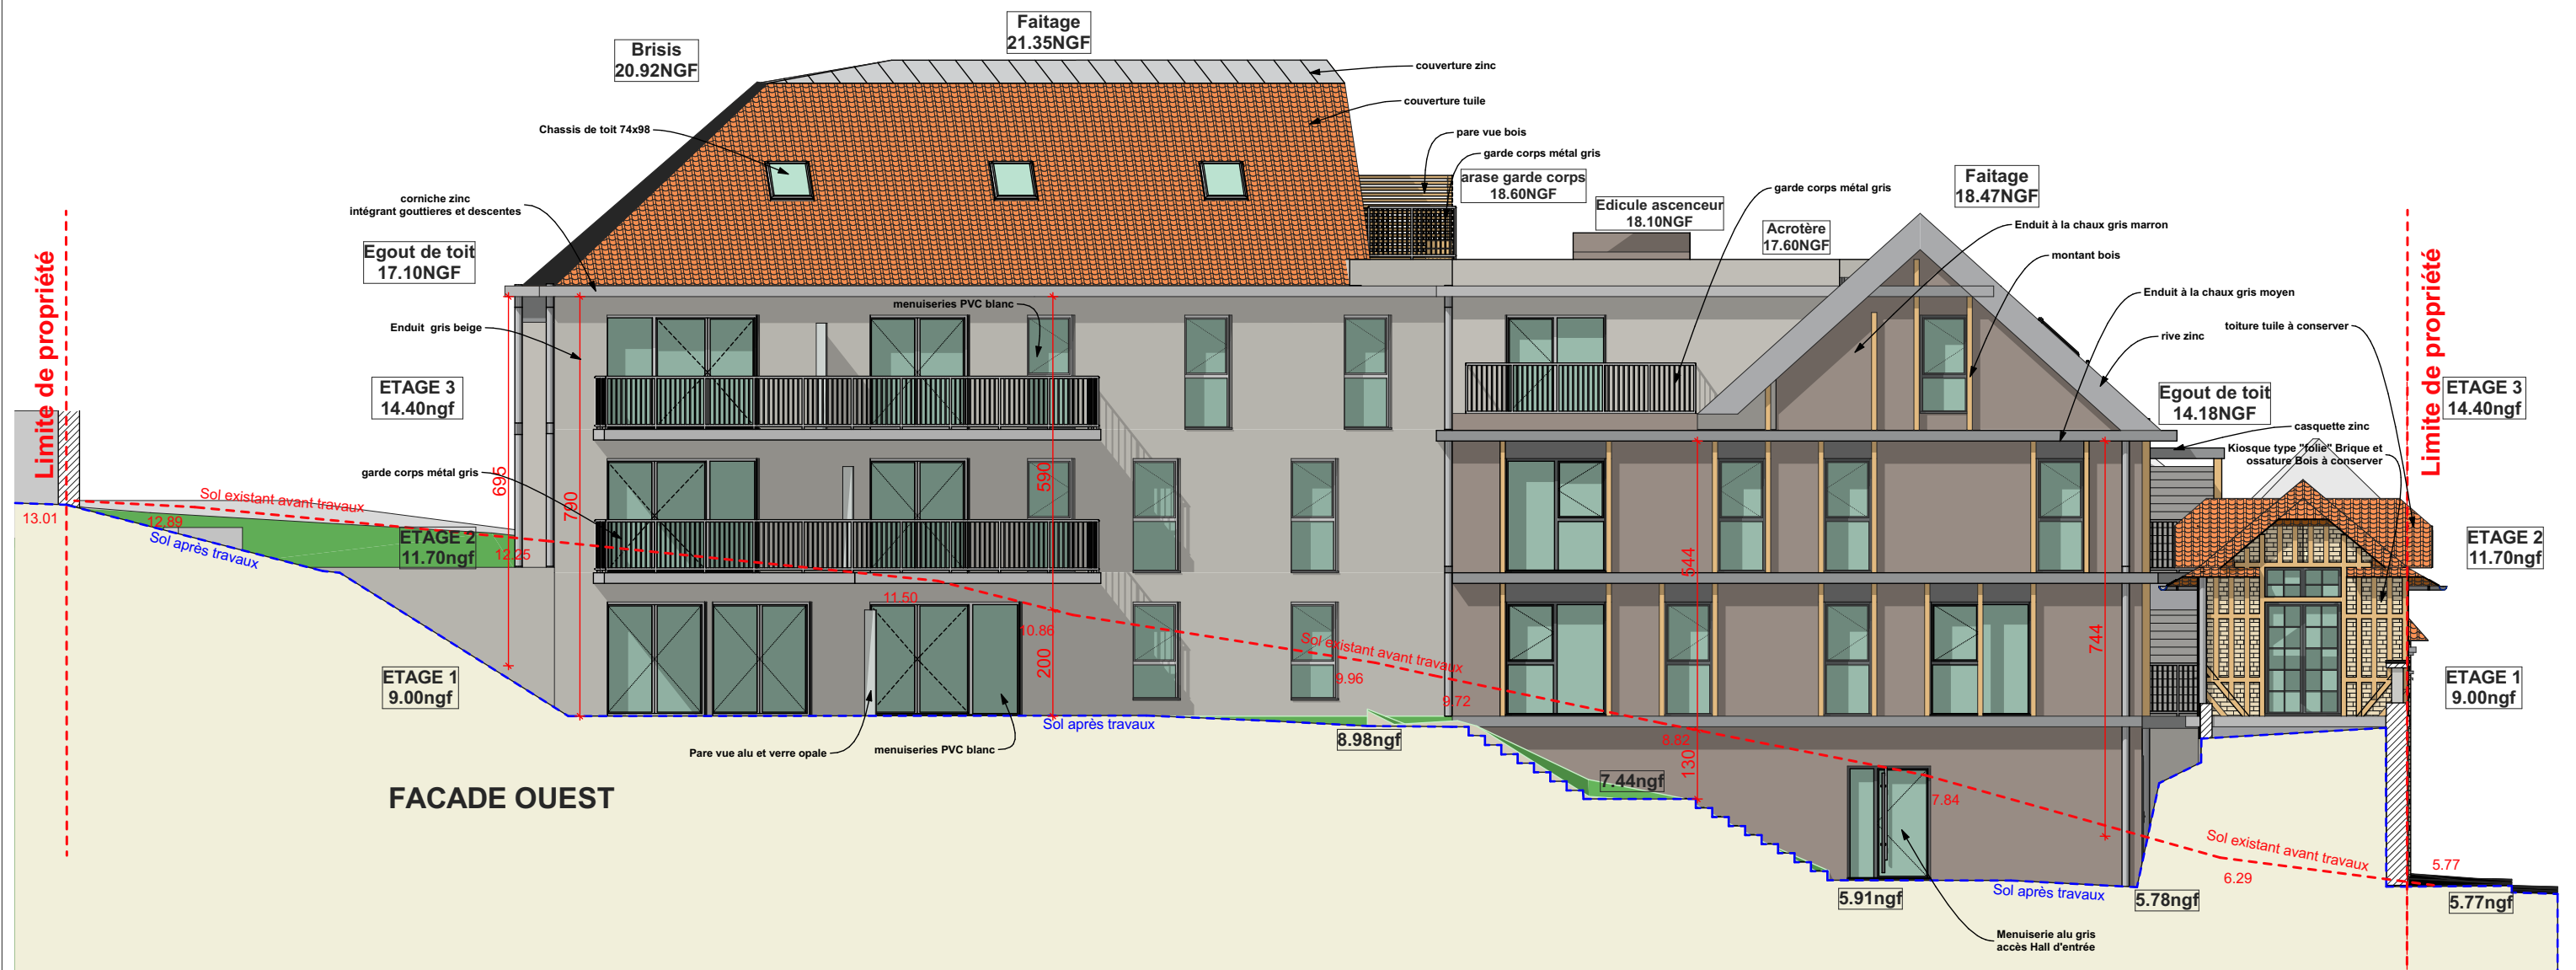 Faitage
21.35NGF
Brisis
20.92NGF
couverture zinc
couverture tuile
Chassis de toit 74x98
pare vue bois
garde corps métal gris
arase garde corps
18.60NGF
Edicule ascenceur
18.10NGF
Acrotère
17.60NGF
garde corps métal gris
Faitage
18.47NGF
Enduit à la chaux gris marron
montant bois
Enduit à la chaux gris moyen
toiture tuile à conserver
rive zinc
corniche zinc
intégrant gouttieres et descentes
Egout de toit
17.10NGF
Limite de propriété
Limite de propriété
menuiseries PVC blanc
Enduit gris beige
ETAGE 3
14.40ngf
ETAGE 3
14.40ngf
Egout de toit
14.18NGF
casquette zinc
Kiosque type "folie" Brique et
ossature Bois à conserver
garde corps métal gris
695
790
590
544
744
200
130
Sol existant avant travaux
13.01
12.89
Sol après travaux
ETAGE 2
11.70ngf
12.25
ETAGE 2
11.70ngf
11.50
10.86
Sol existant avant travaux
9.96
9.72
ETAGE 1
9.00ngf
ETAGE 1
9.00ngf
Sol après travaux
Pare vue alu et verre opale
menuiseries PVC blanc
8.98ngf
8.82
7.44ngf
7.84
FACADE OUEST
Sol existant avant travaux
6.29
5.77
5.91ngf
Sol après travaux
5.78ngf
5.77ngf
Menuiserie alu gris
accès Hall d'entrée